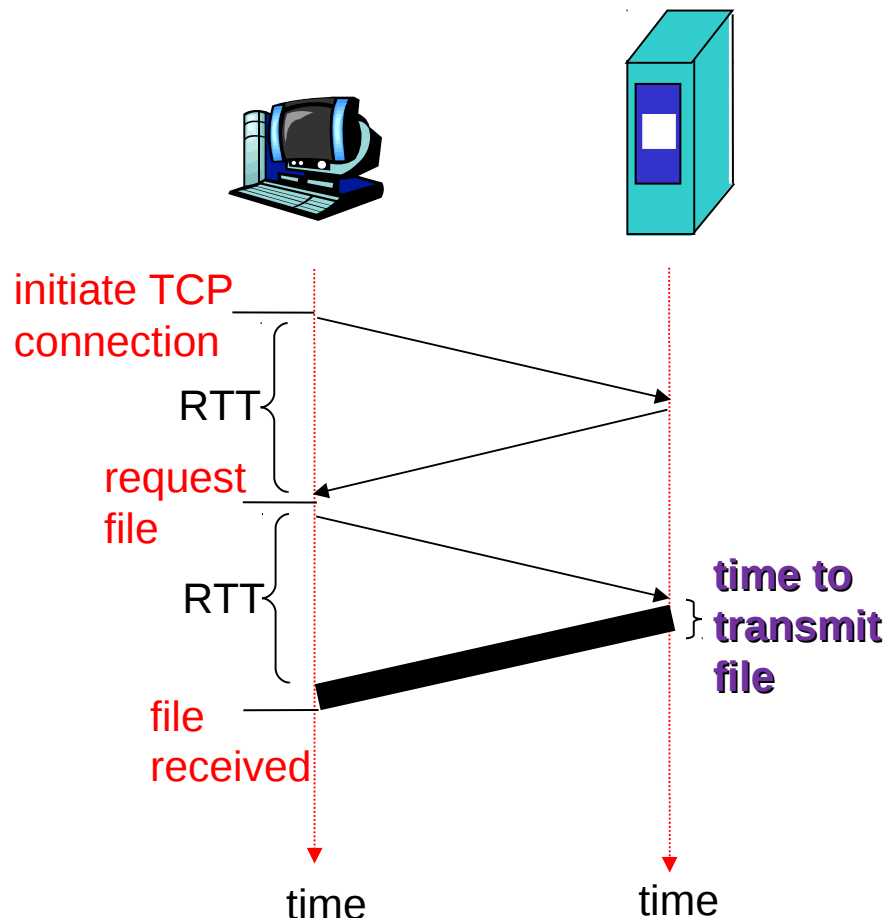 initiate TCP
connection
RTT
request
file
RTT
time to
transmit
file
file
received
time
time